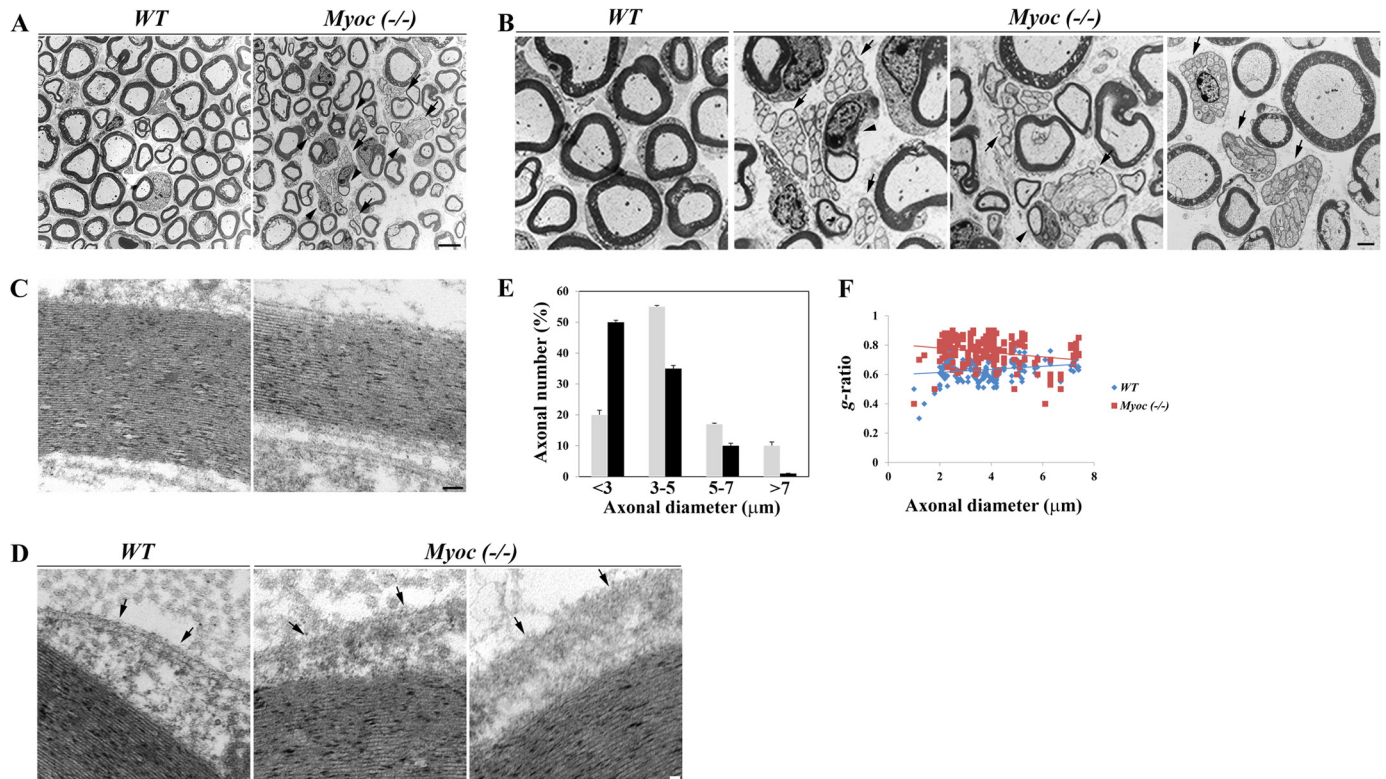 A
WT
Myoc (-/-)
B
WT
Myoc (-/-)
C
E
Axonal number (%)
60
50
40
30
20
10
0
<3 3-5 5-7 >7
Axonal diameter (μm)
F
g-ratio
1
0.8
0.6
0.4
0.2
0
0 2 4 6 8
Axonal diameter (μm)
WT
Myoc (-/-)
D
WT
Myoc (-/-)